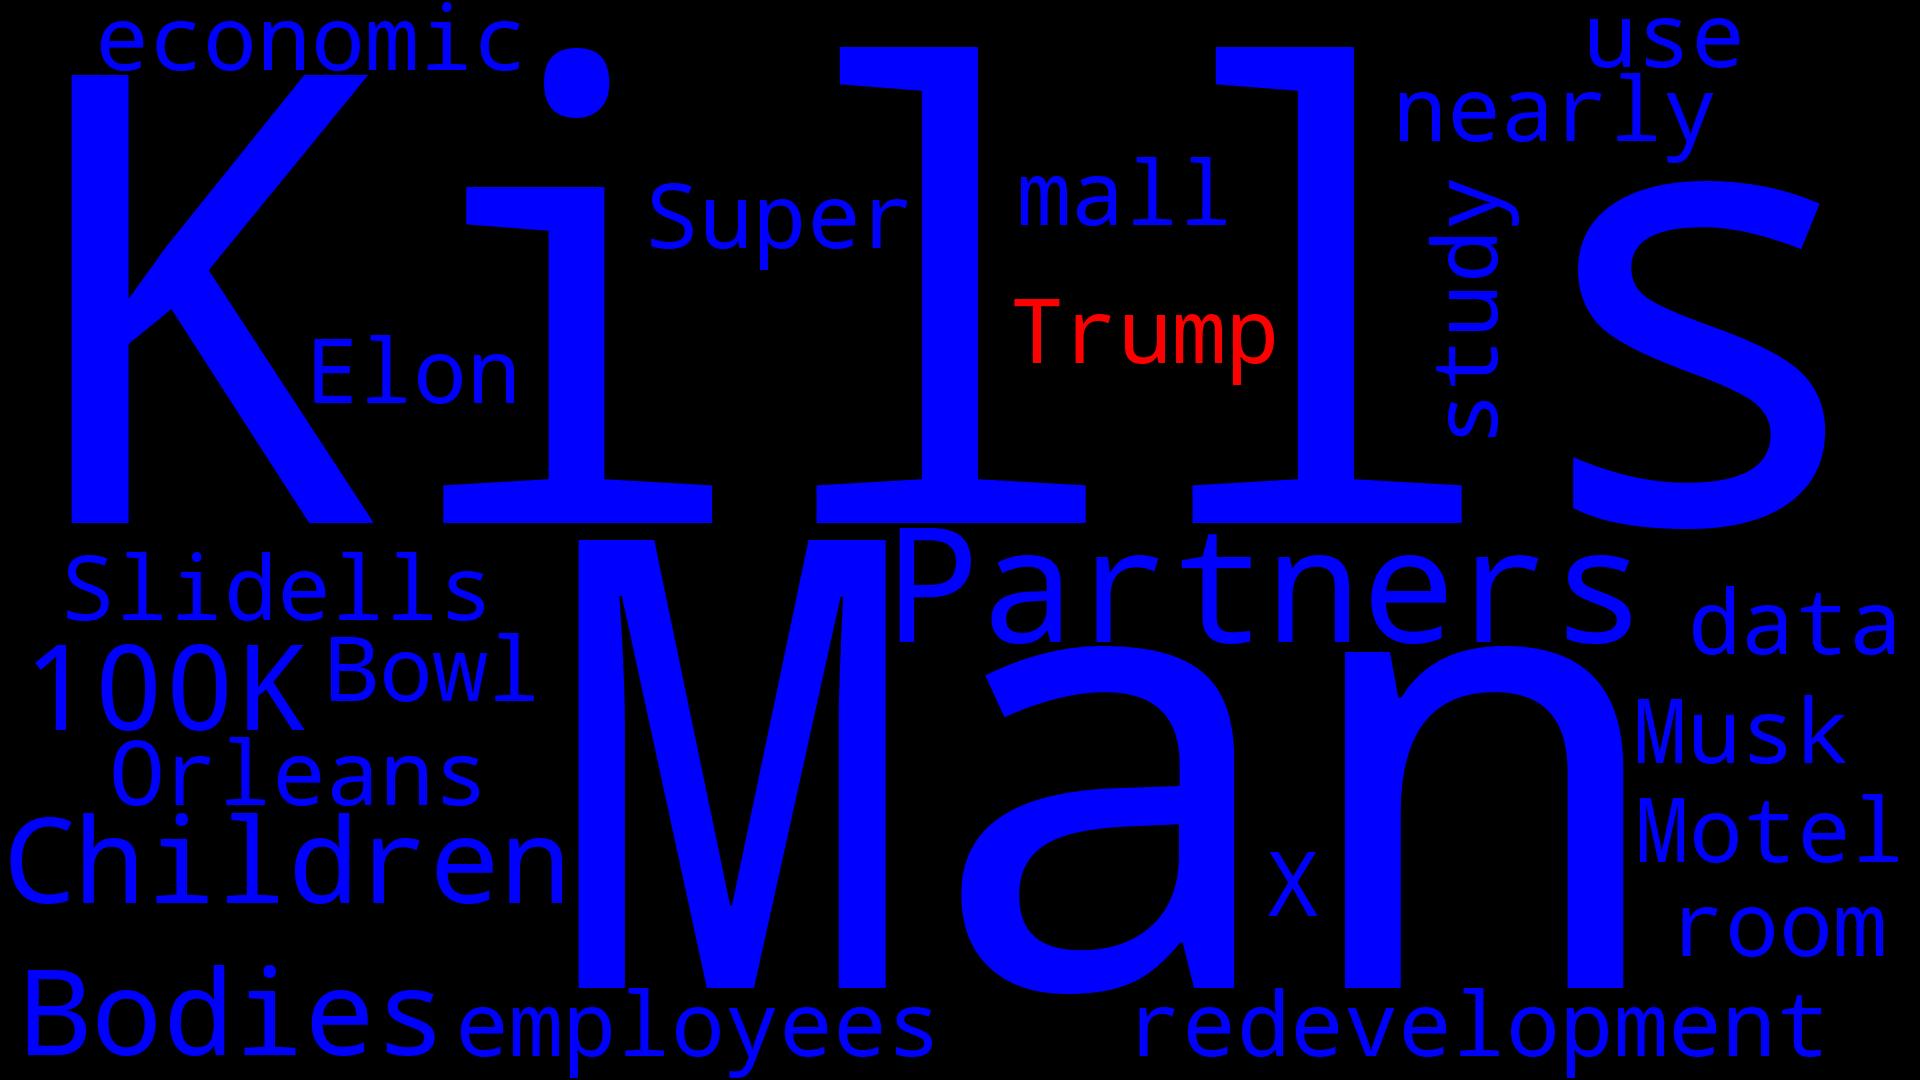 economic
use
nearly
Kills
Super
mall
study
Trump
Elon
Partners
Slidells
data
100K
Bowl
Man
Musk
Orleans
Motel
Children
X
room
Bodies
employees
redevelopment